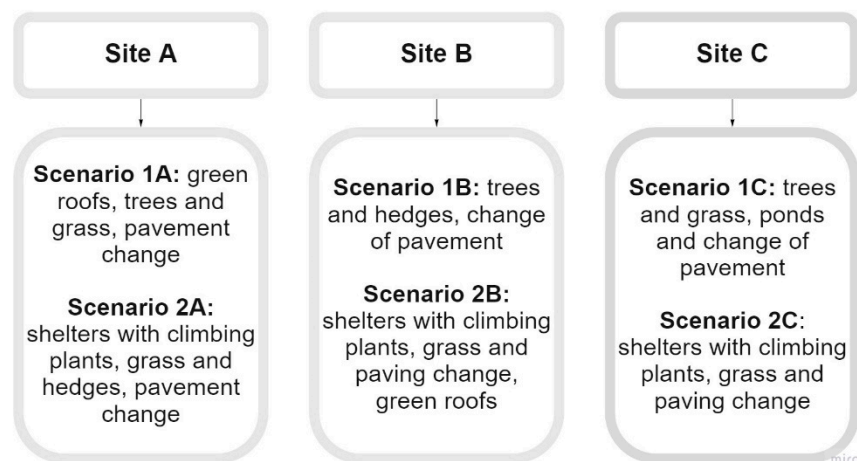 Site A
Site B
Site C
Scenario 1A: green
roofs, trees and
grass, pavement
change
Scenario 2A:
shelters with climbing
plants, grass and
hedges, pavement
change
Scenario 1B: trees
and hedges, change
of pavement
Scenario 2B:
shelters with climbing
plants, grass and
paving change,
green roofs
Scenario 1C: trees
and grass, ponds
and change of
pavement
Scenario 2C:
shelters with climbing
plants, grass and
paving change